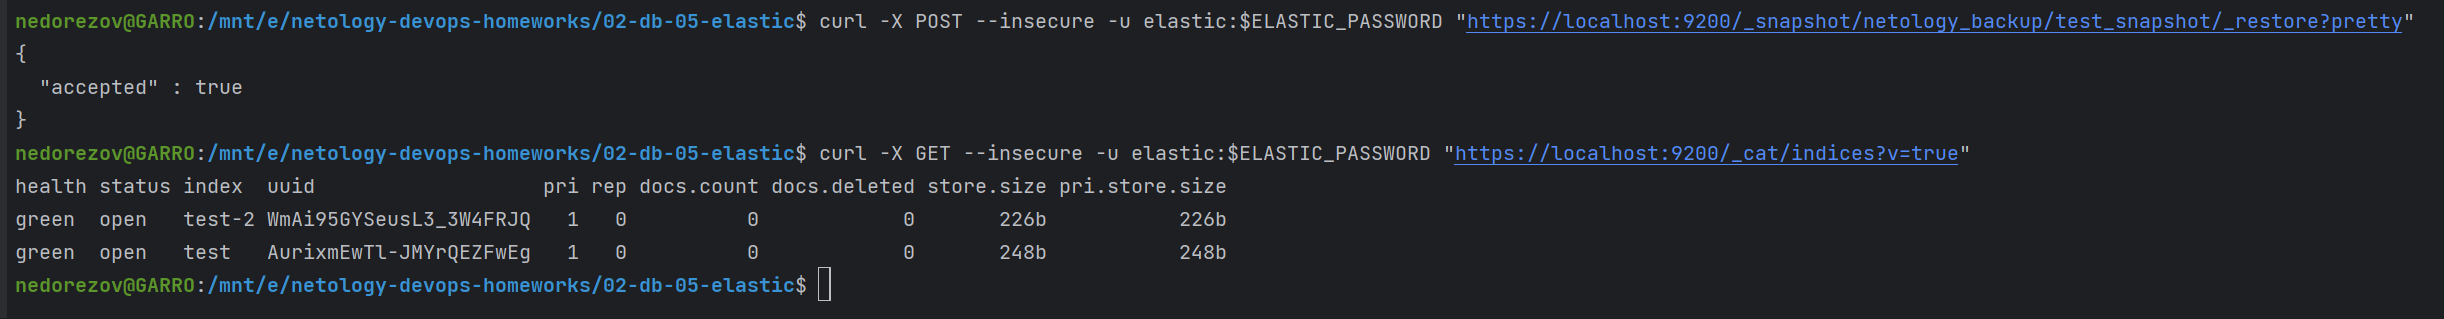 nedorezov@GARRO:/mnt/e/netology-devops-homeworks/02-db-05-elastic$ curl -X POST --insecure -u elastic:$ELASTIC_PASSWORD "https://localhost:9200/_snapshot/netology_backup/test_snapshot/_restore?pretty"
{
  "accepted" : true
}
nedorezov@GARRO:/mnt/e/netology-devops-homeworks/02-db-05-elastic$ curl -X GET --insecure -u elastic:$ELASTIC_PASSWORD "https://localhost:9200/_cat/indices?v=true"
health status index  uuid                   pri rep docs.count docs.deleted store.size pri.store.size
green  open   test-2 WmAi95GYSeusL3_3W4FRJQ   1   0          0            0       226b           226b
green  open   test   AurixmEwTl-JMYrQEZFwEg   1   0          0            0       248b           248b
nedorezov@GARRO:/mnt/e/netology-devops-homeworks/02-db-05-elastic$